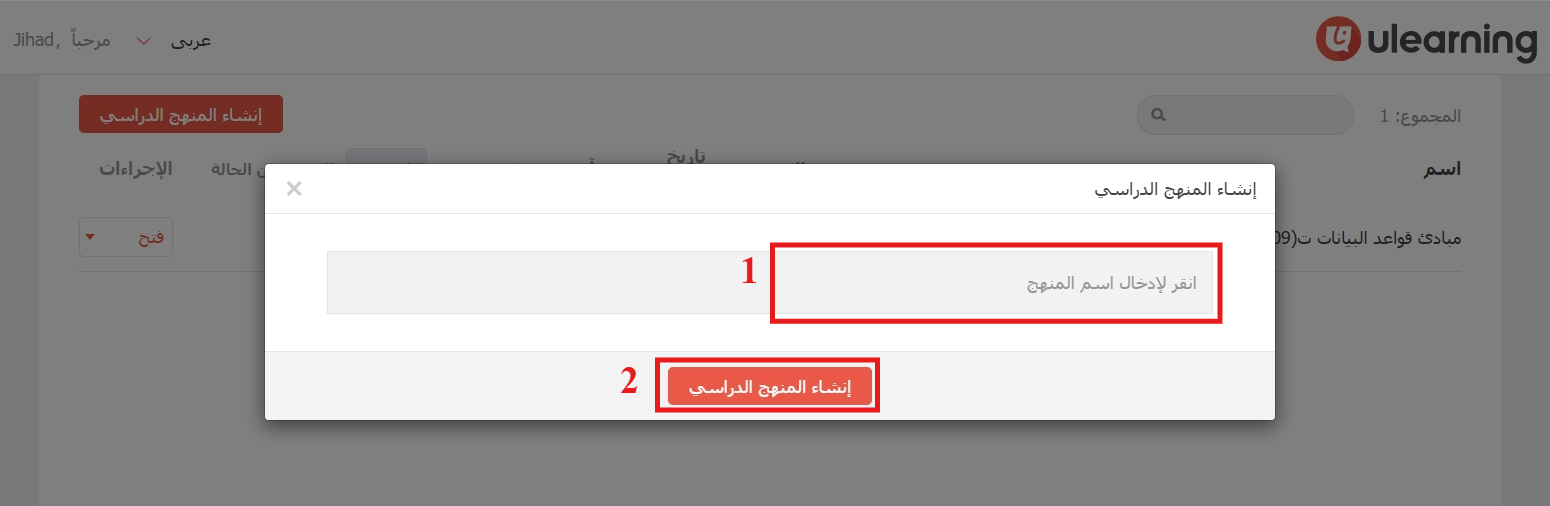 ulearning
عربى
مرحباً ,Jihad
المجموع: 1
إنشاء المنهج الدراسي
اسم
تاريخ
الحالة
الإجراءات
إنشاء المنهج الدراسي
×
مبادئ قواعد البيانات ت(09
فتح
1
انقر لإدخال اسم المنهج
2
إنشاء المنهج الدراسي